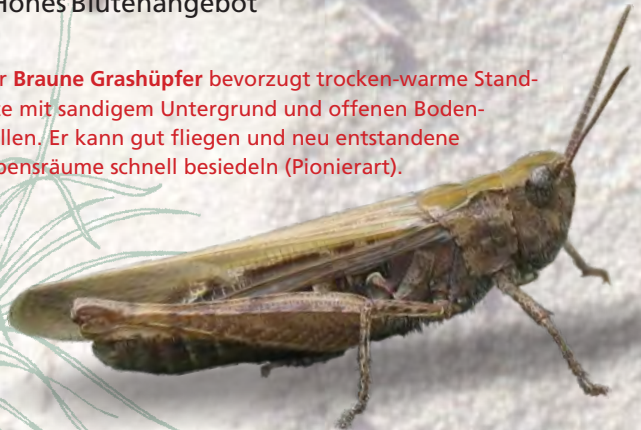 Hohes Blütenangebot
r Braune Grashüpfer bevorzugt trocken-warme Stand-
e mit sandigem Untergrund und offenen Boden-
llen. Er kann gut fliegen und neu entstandene
bensräume schnell besiedeln (Pionierart).